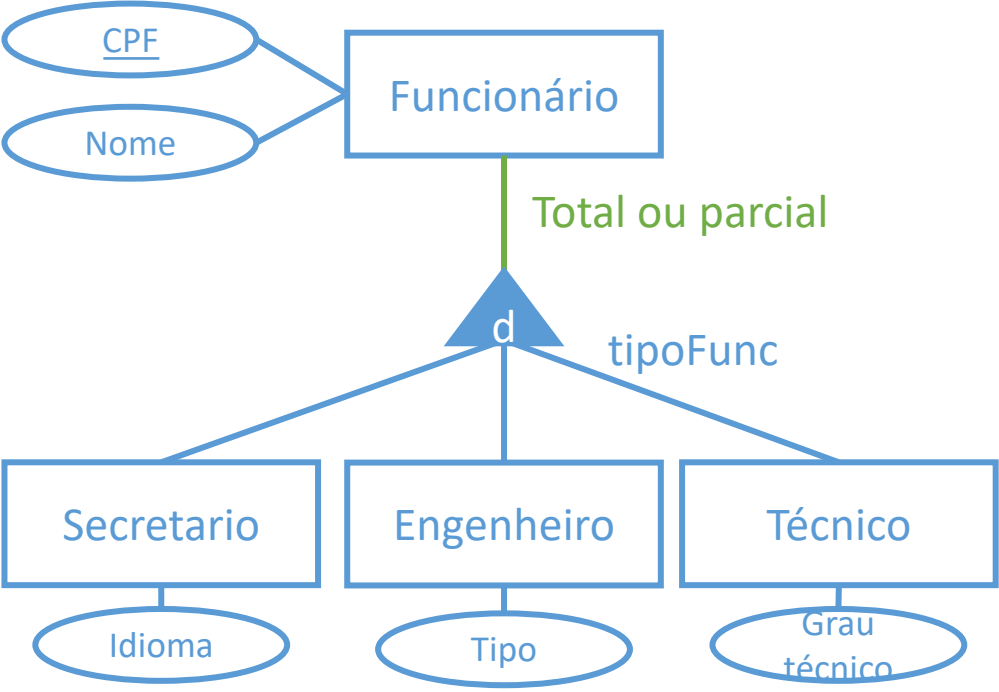 CPF
Funcionário
Nome
Total ou parcial
d
tipoFunc
Secretario
Engenheiro
Técnico
Idioma
Tipo
Grau
técnico